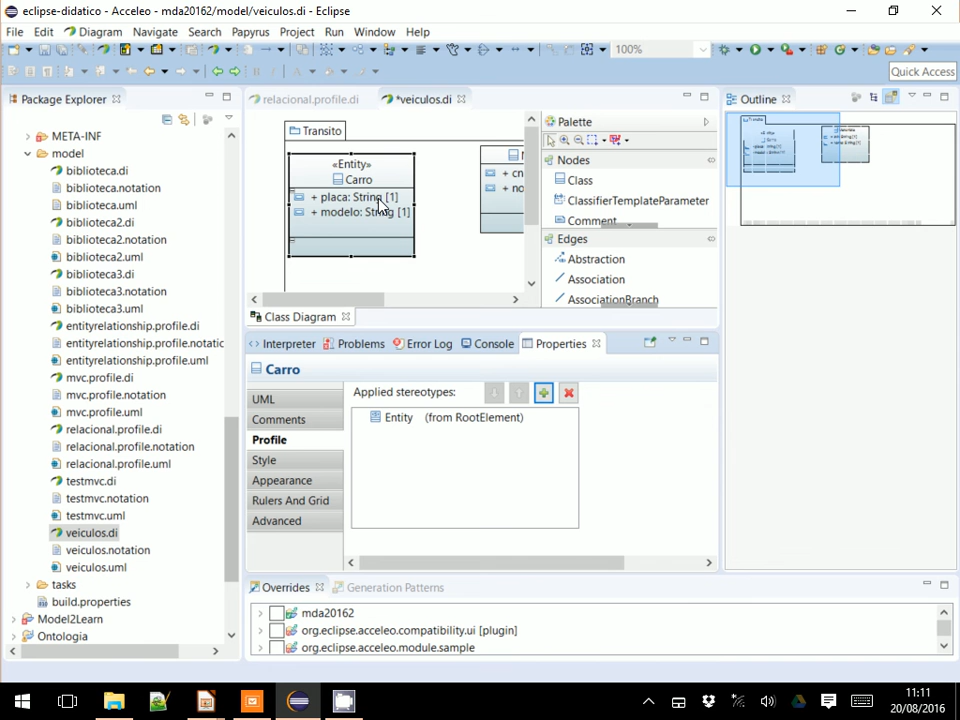 eclipse-didatico - Acceleo - mda20162/model/veiculos.di - Eclipse
File Edit Diagram Navigate Search Papyrus Project Run Window Help
100%
Quick Access
Package Explorer
relacional.profile.di
*veiculos.di
Outline
META-INF
model
biblioteca.di
biblioteca.notation
biblioteca.uml
biblioteca2.di
biblioteca2.notation
biblioteca2.uml
biblioteca3.di
biblioteca3.notation
biblioteca3.uml
entityrelationship.profile.di
entityrelationship.profile.notatic
entityrelationship.profile.uml
mvc.profile.di
mvc.profile.notation
mvc.profile.uml
relacional.profile.di
relacional.profile.notation
relacional.profile.uml
testmvc.di
testmvc.notation
testmvc.uml
veiculos.di
veiculos.notation
veiculos.uml
tasks
build.properties
Model2Learn
Ontologia
Transito
«Entity»
Carro
+ placa: String [1]
+ modelo: String [1]
+ cn
+ no
Palette
Nodes
Class
ClassifierTemplateParameter
Comment
Edges
Abstraction
Association
AssociationBranch
Class Diagram
Interpreter Problems Error Log Console Properties
Carro
UML
Comments
Profile
Style
Appearance
Rulers And Grid
Advanced
Applied stereotypes:
Entity (from RootElement)
Overrides Generation Patterns
mda20162
org.eclipse.acceleo.compatibility.ui [plugin]
org.eclipse.acceleo.module.sample
11:11
20/08/2016